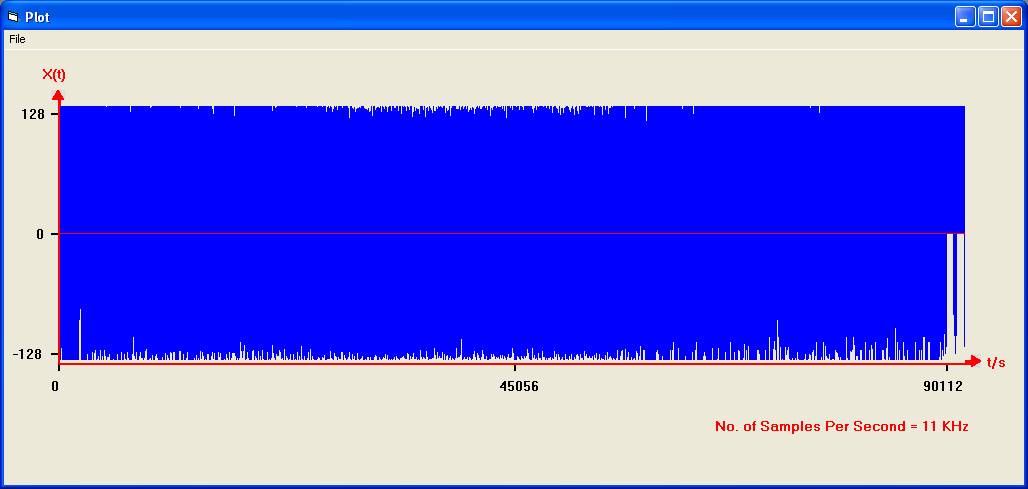 Plot
File
X(t)
128
0
-128
t/s
0 45056 90112
No. of Samples Per Second = 11 KHz